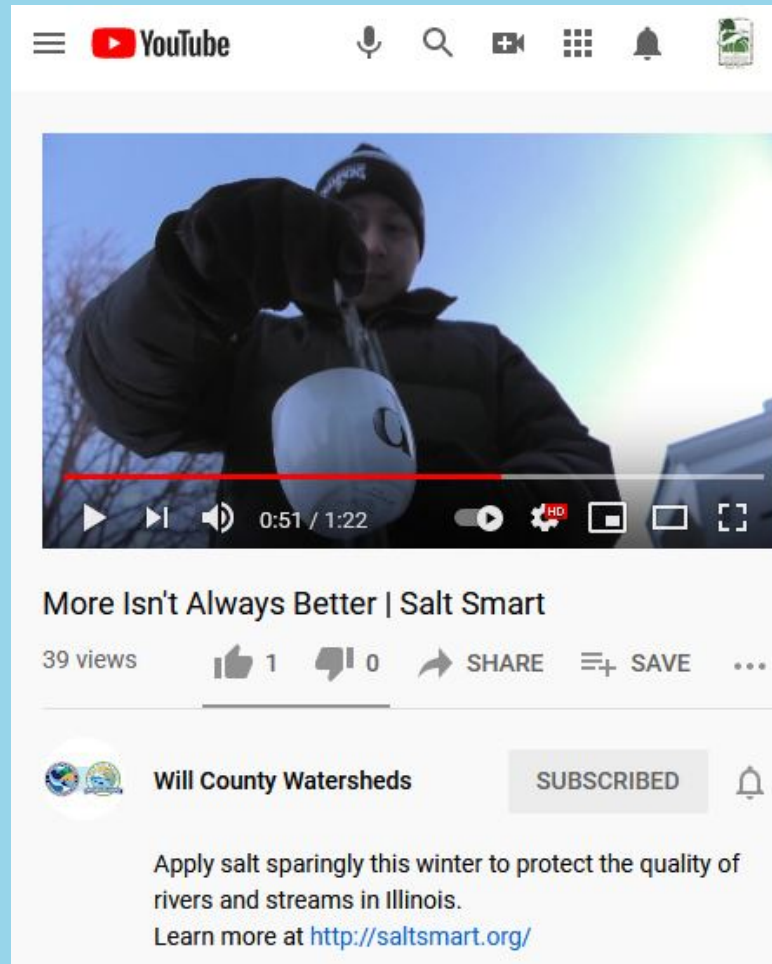 YouTube
0:51 / 1:22
HD
More Isn't Always Better | Salt Smart
39 views 1 0 SHARE SAVE
Will County Watersheds SUBSCRIBED
Apply salt sparingly this winter to protect the quality of
rivers and streams in Illinois.
Learn more at http://saltsmart.org/